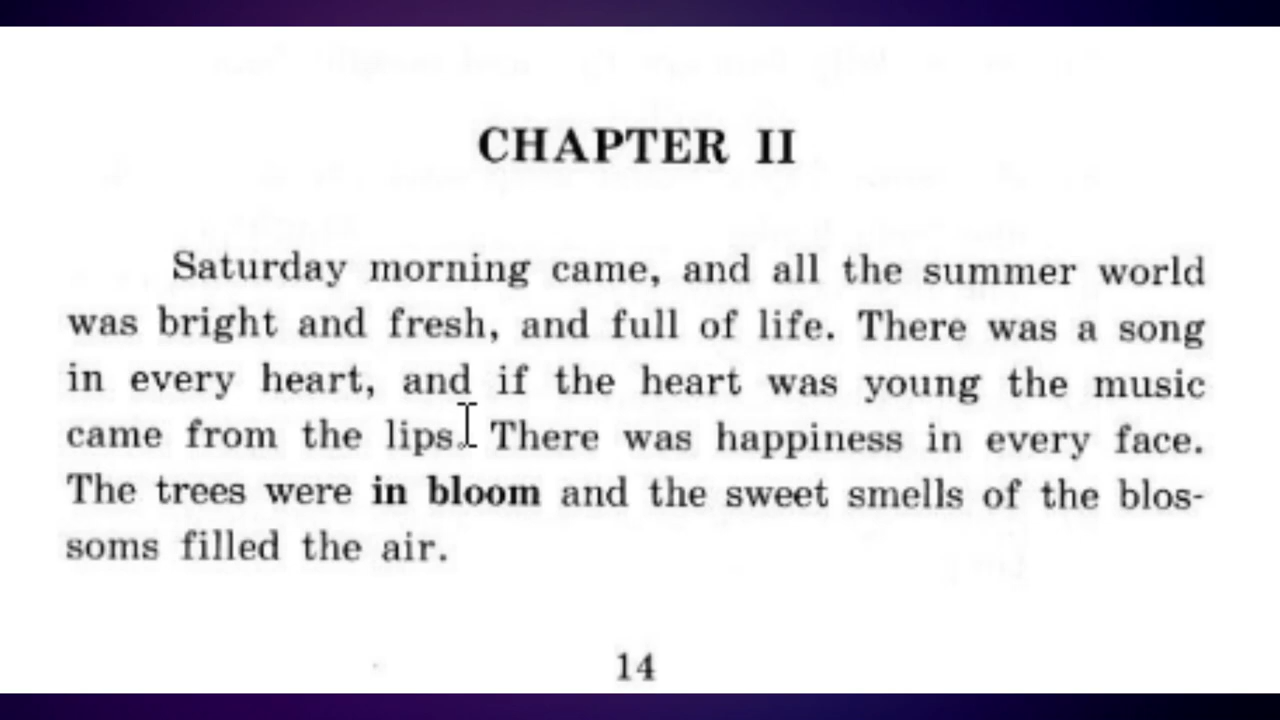 CHAPTER II
Saturday morning came, and all the summer world
was bright and fresh, and full of life. There was a song
in every heart, and if the heart was young the music
came from the lips. There was happiness in every face.
The trees were in bloom and the sweet smells of the blos-
soms filled the air.
14